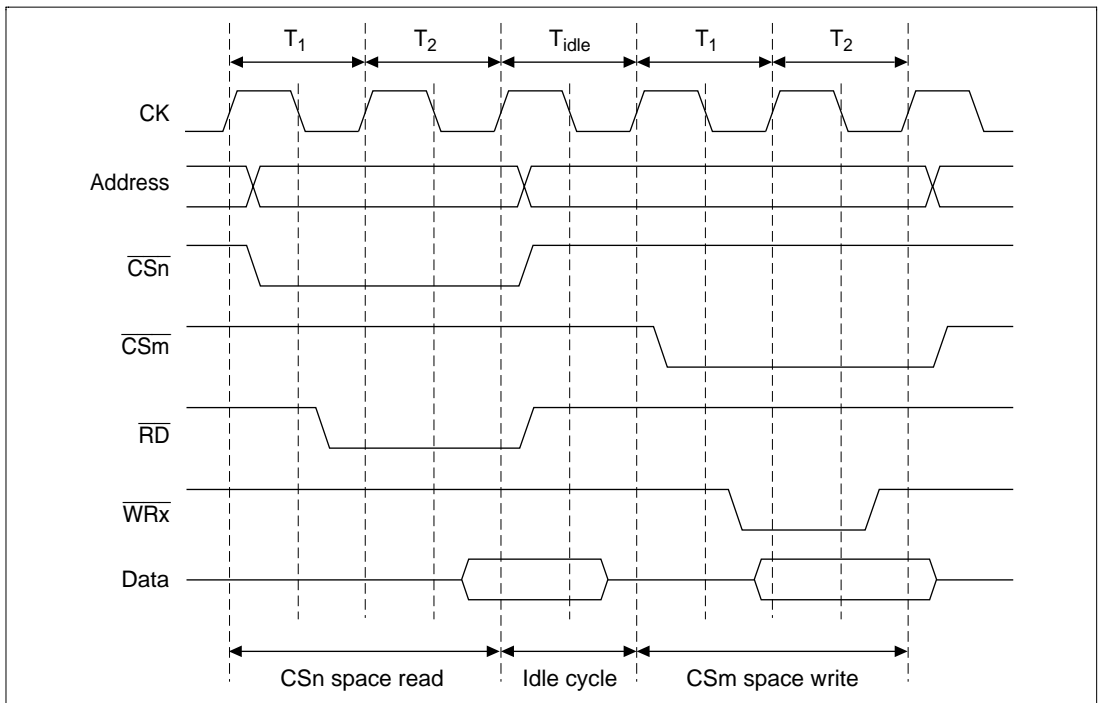 T1 T2 Tidle T1 T2
CK
Address
CSn
CSm
RD
WRx
Data
CSn space read Idle cycle CSm space write